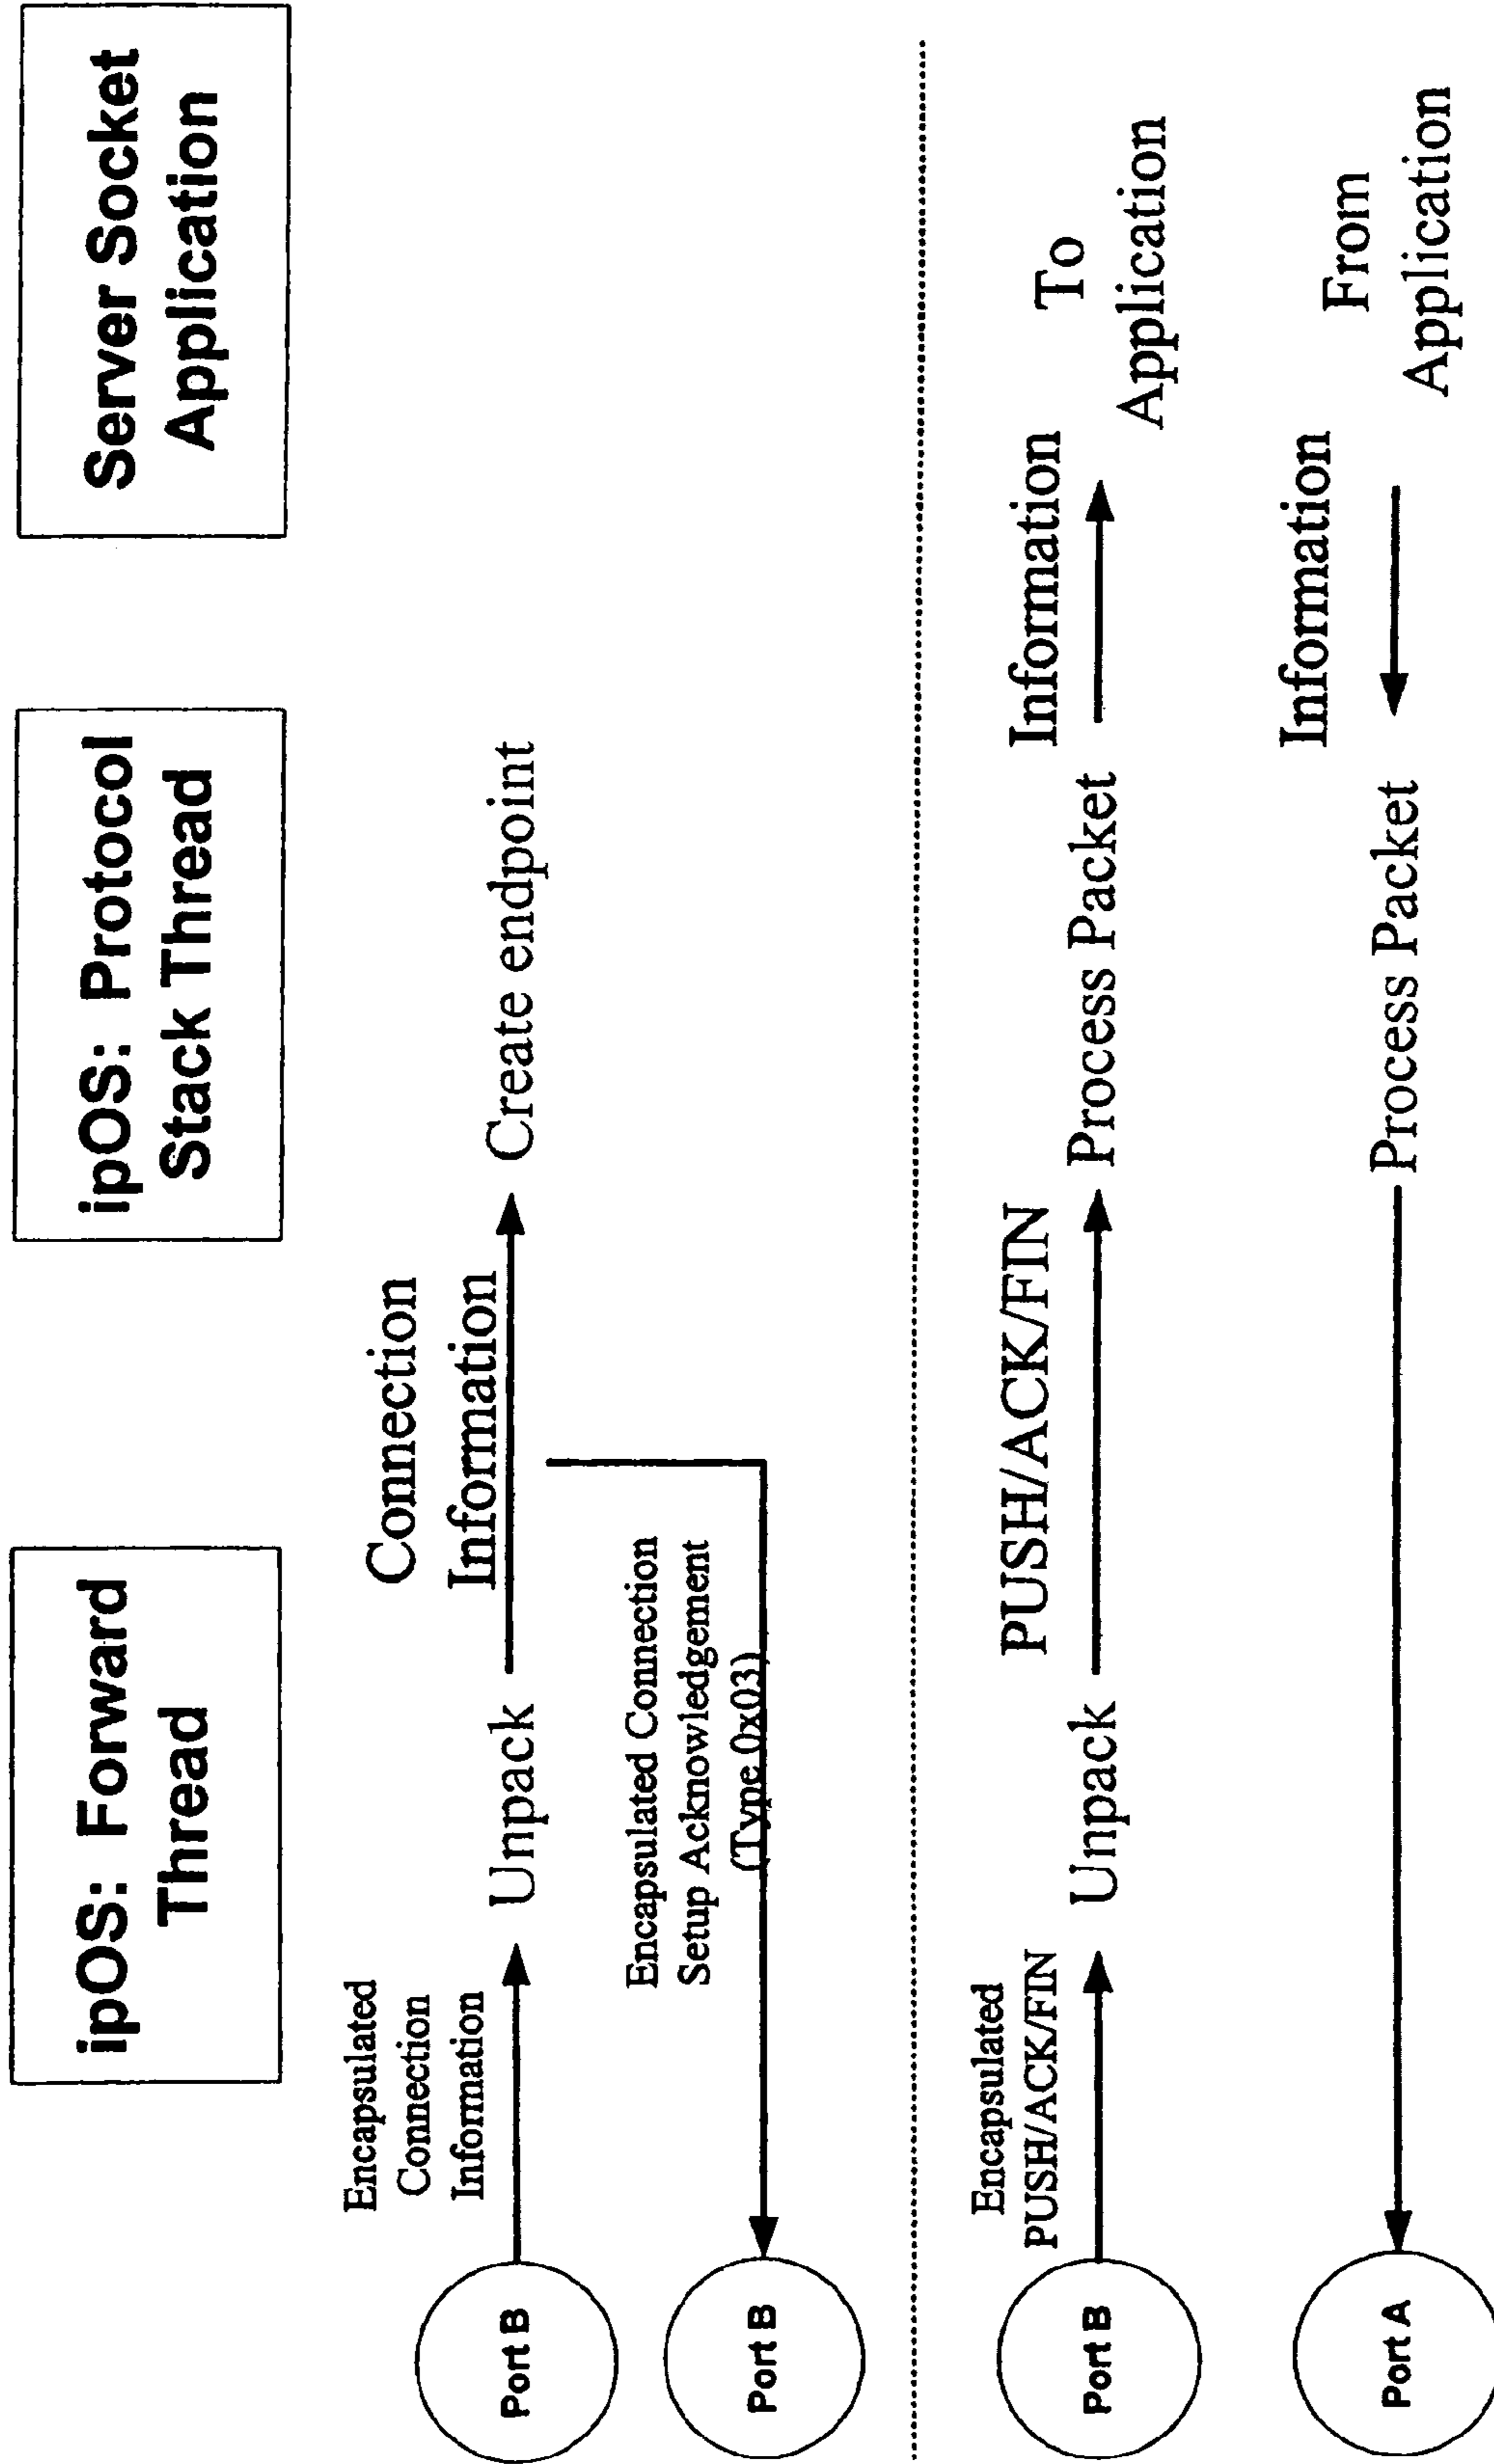 ipOS: Forward
Thread
ipOS: Protocol
Stack Thread
Server Socket
Application
Encapsulated
Connection
Information
Port B
Unpack
Connection
Information
Create endpoint
Encapsulated Connection
Setup Acknowledgement
(Type 0x03)
Port B
Encapsulated
PUSH/ACK/FIN
Port B
Unpack
PUSH/ACK/FIN
Process Packet
Information
To
Application
Port A
Process Packet
Information
From
Application